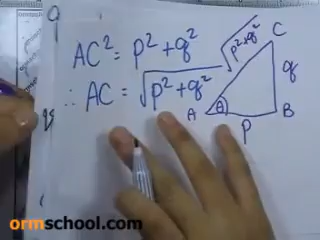 AC² = p² + q²
∴ AC = √p² + q²
√p²+q²
C
q
A
θ
B
p
ormschool.com